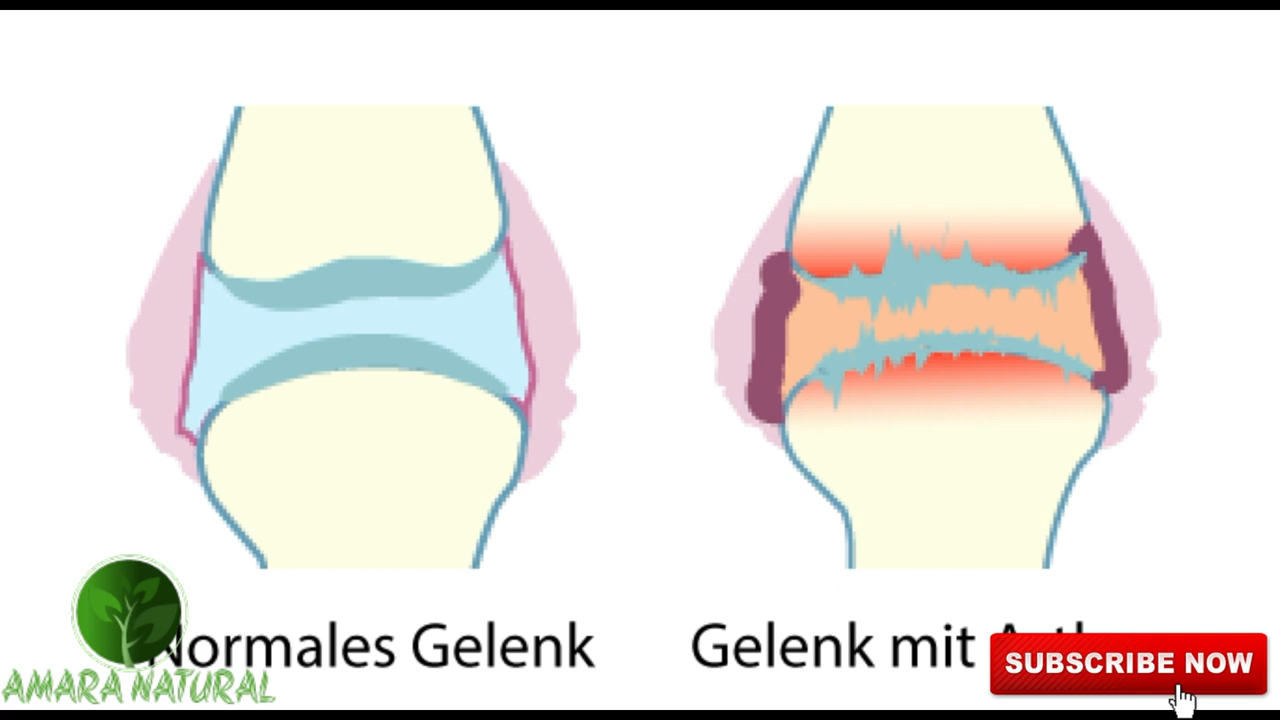 Normales Gelenk
Gelenk mit
SUBSCRIBE NOW
AMARA NATURAL